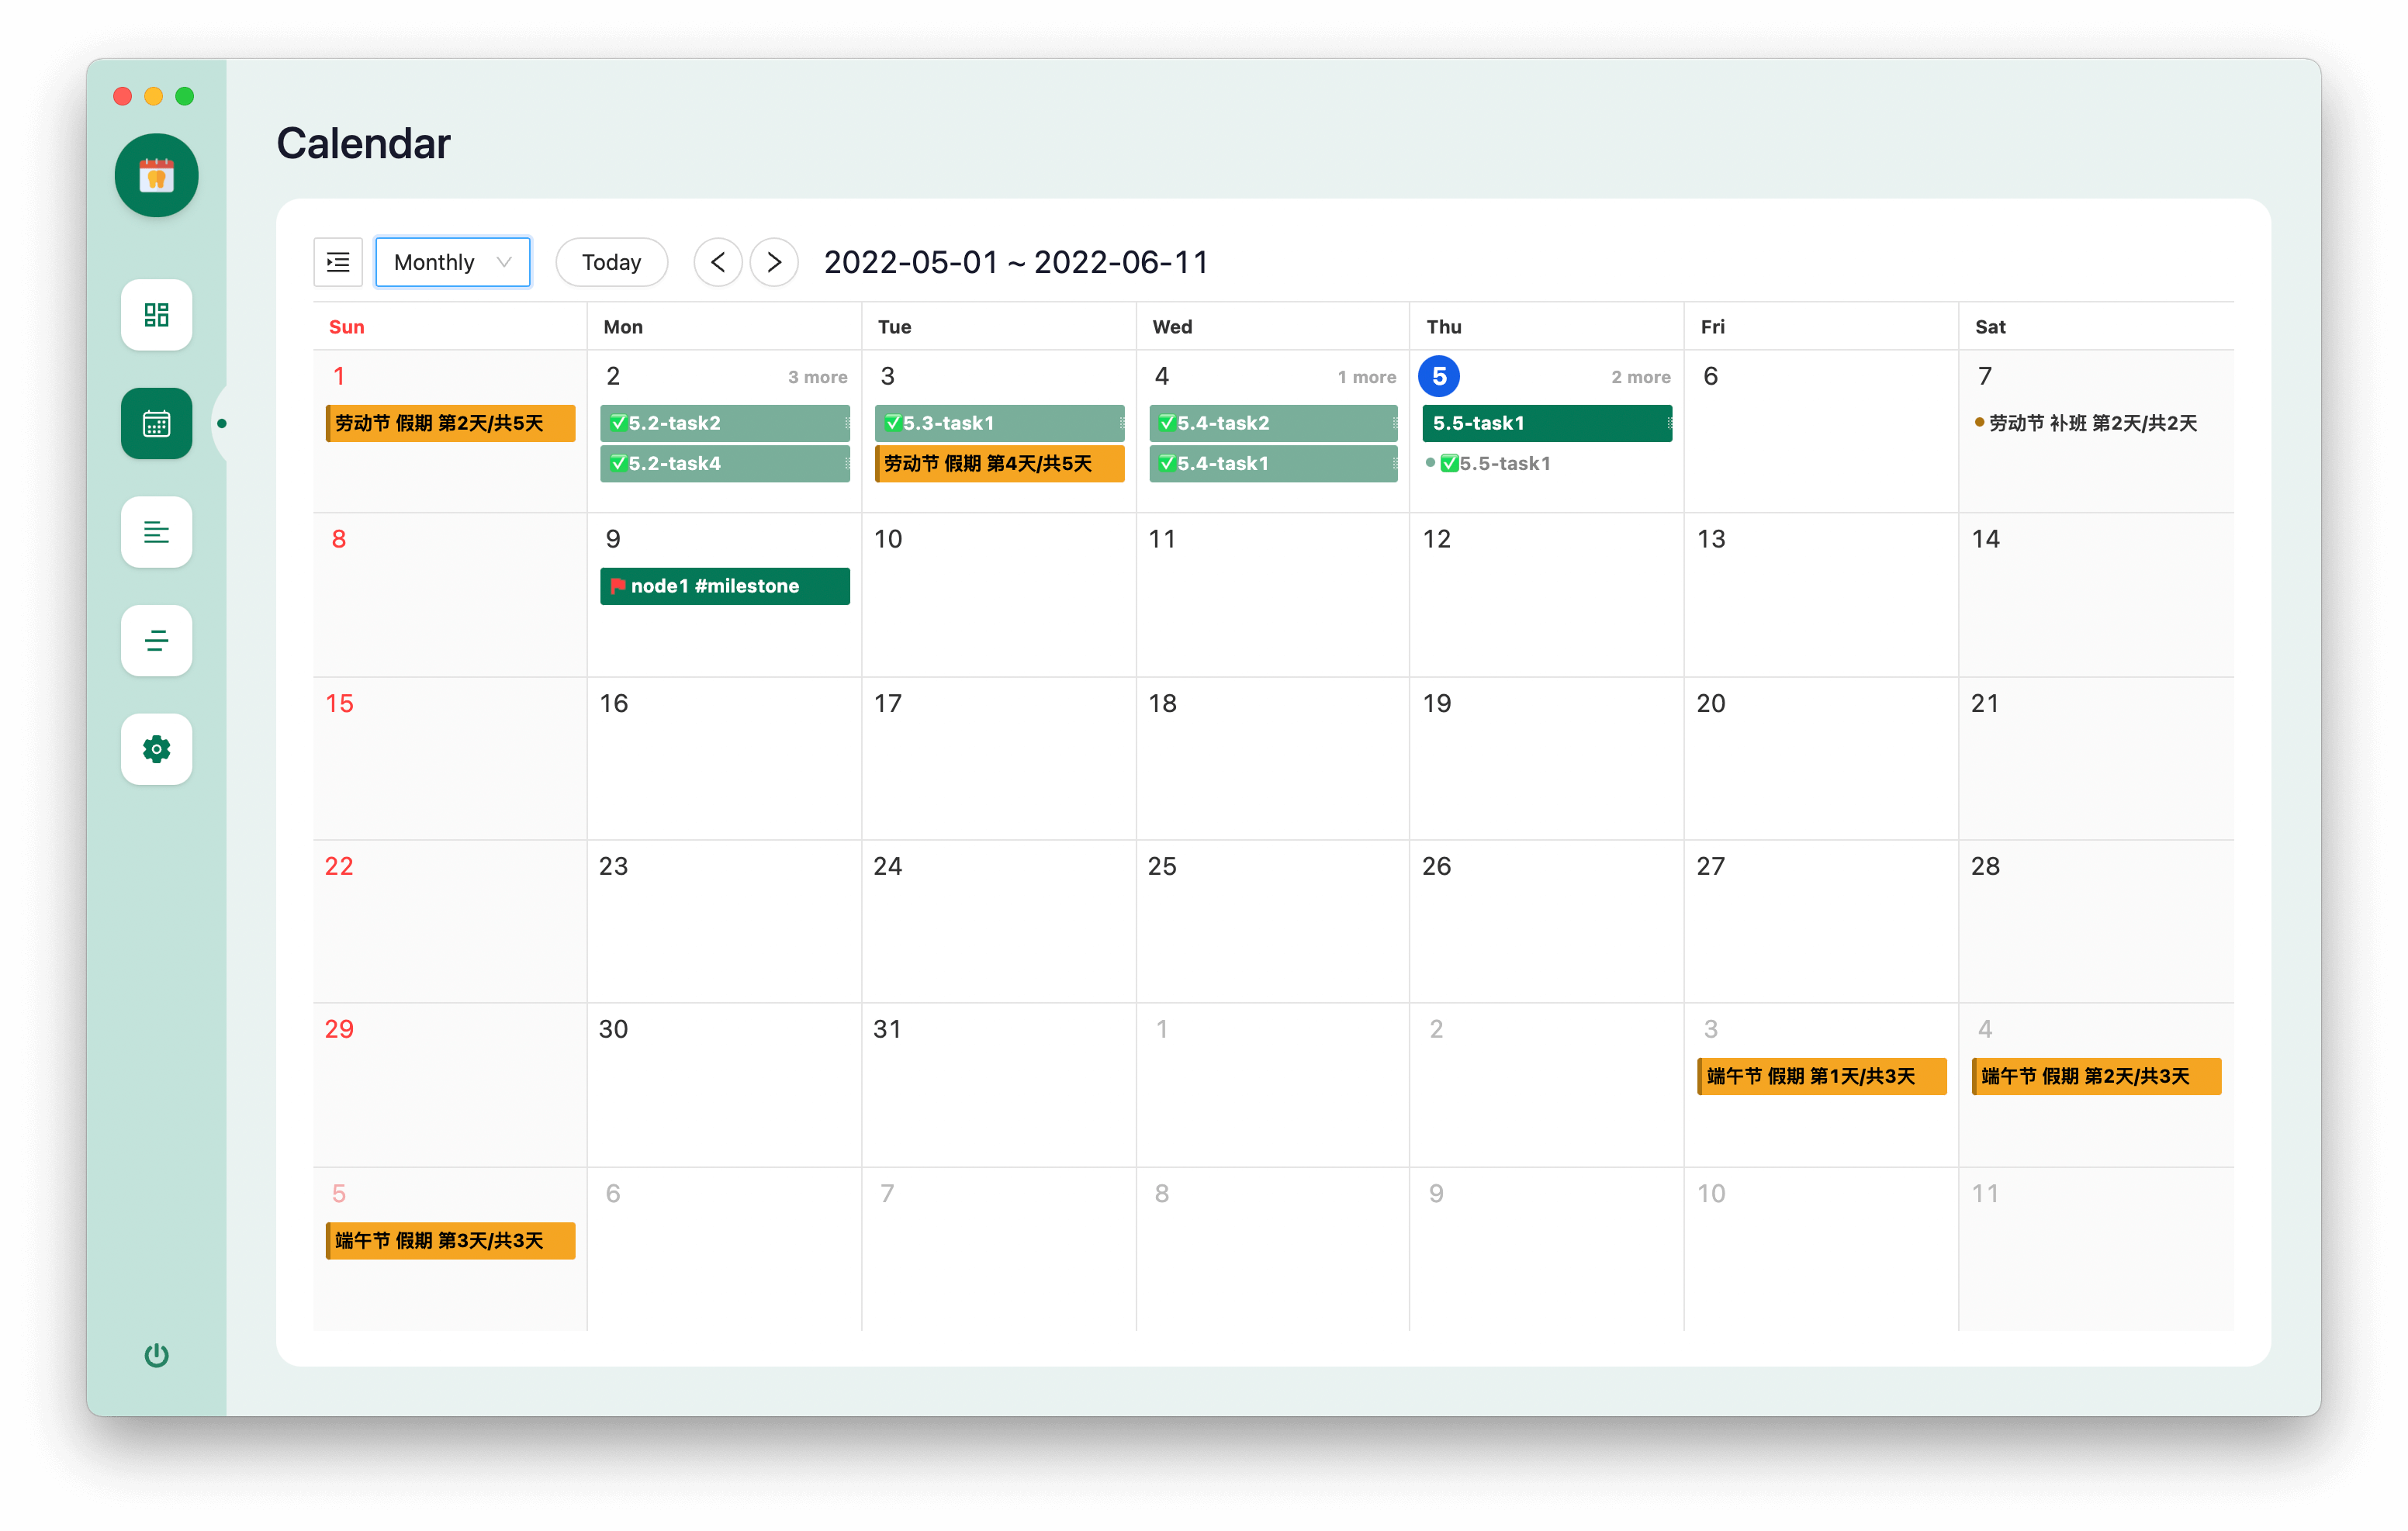 Calendar
Monthly Today 2022-05-01 ~ 2022-06-11
Sun Mon Tue Wed Thu Fri Sat
1 2 3 more 3 4 1 more 5 2 more 6 7
劳动节 假期 第2天/共5天 ✅5.2-task2 ✅5.3-task1 ✅5.4-task2 5.5-task1 劳动节 补班 第2天/共2天
✅5.2-task4 劳动节 假期 第4天/共5天 ✅5.4-task1 ✅5.5-task1
8 9 10 11 12 13 14
🚩node1 #milestone
15 16 17 18 19 20 21
22 23 24 25 26 27 28
29 30 31 1 2 3 4
端午节 假期 第1天/共3天 端午节 假期 第2天/共3天
5 6 7 8 9 10 11
端午节 假期 第3天/共3天